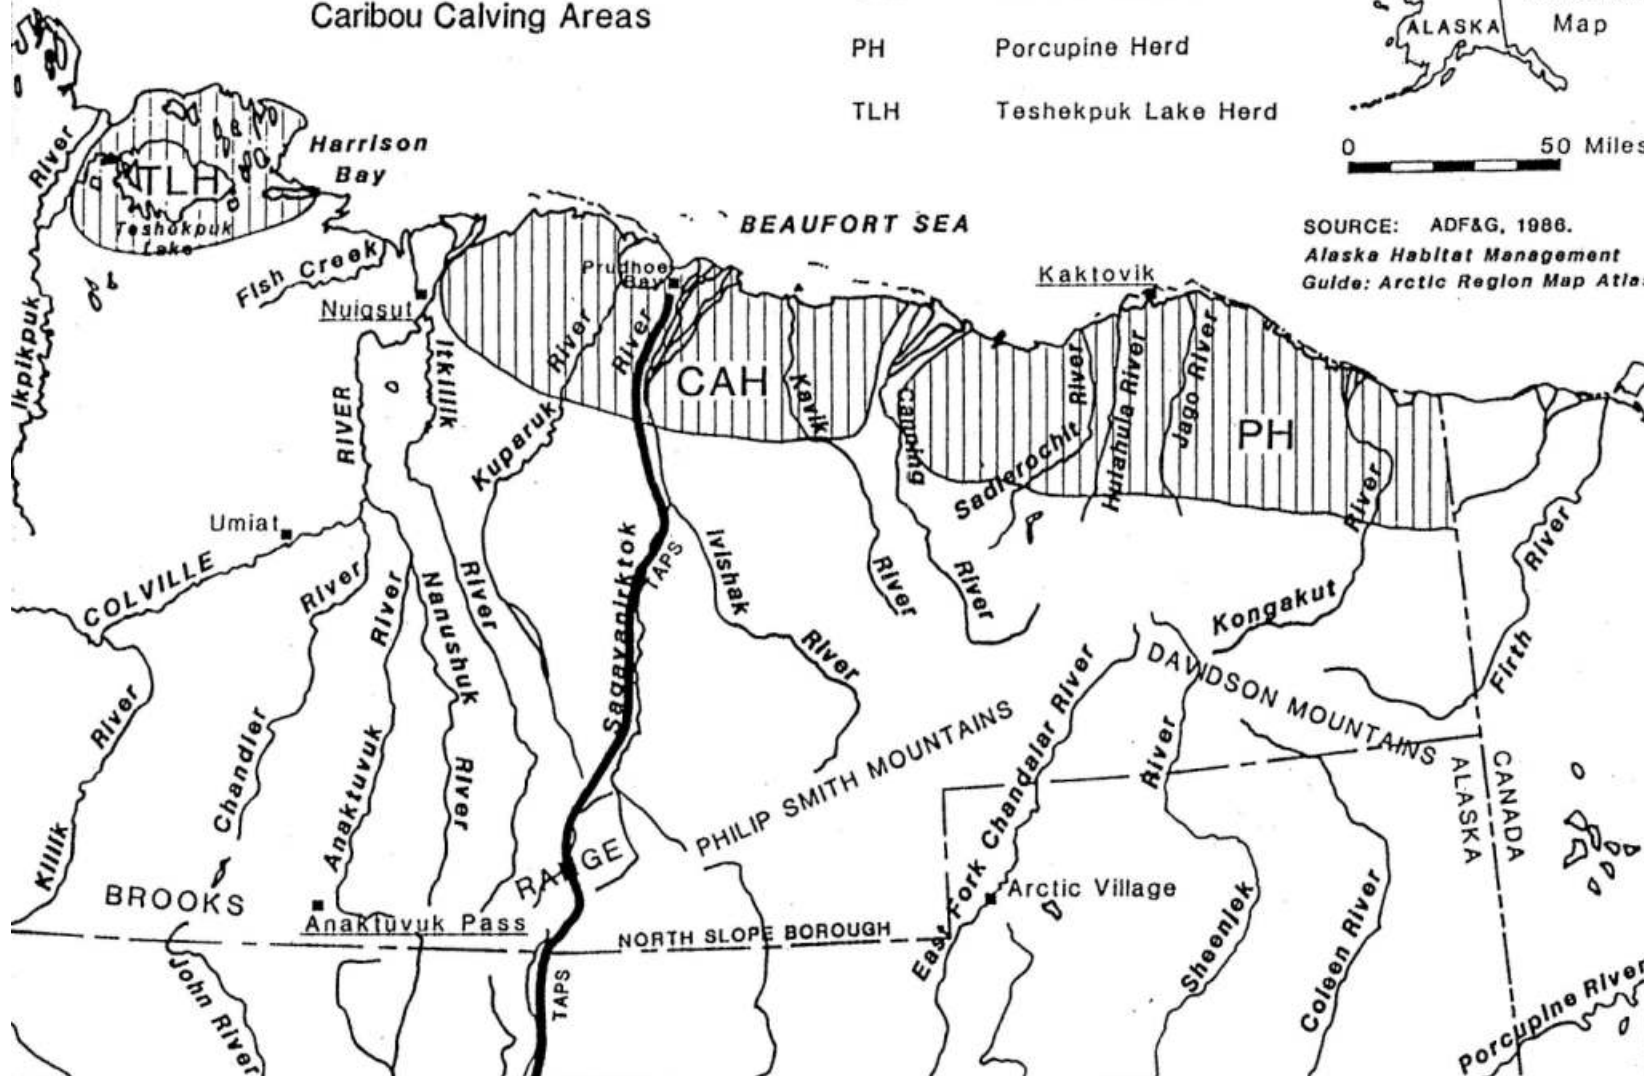 Caribou Calving Areas
PH Porcupine Herd
TLH Teshekpuk Lake Herd
ALASKA
Map
0 50 Miles
SOURCE: ADF&G, 1986.
Alaska Habitat Management
Guide: Arctic Region Map
River
Harrison
Bay
TLH
Teshekpuk
Lake
Fish Creek
Nuiqsut
Ikpikpuk
BEAUFORT SEA
Prudhoe
Bay
Kaktovik
River
River
CAH
Kavik
Canning
Sadlerochit
River
Hulahula River
Jago River
PH
River
Itkillik
RIVER
Kuparuk
Umiat
COLVILLE
River
River
Nanushuk
River
Sagavanirktok
TAPS
Ivishak
River
River
River
Kongakut
River
Firth
River
Killik
Chandler
Anaktuvuk
River
PHILIP SMITH MOUNTAINS
East Fork Chandalar River
DAVIDSON MOUNTAINS
River
ALASKA
CANADA
BROOKS
RANGE
Anaktuvuk Pass
Arctic Village
NORTH SLOPE BOROUGH
John River
TAPS
Sheenjek
Coleen River
Porcupine River